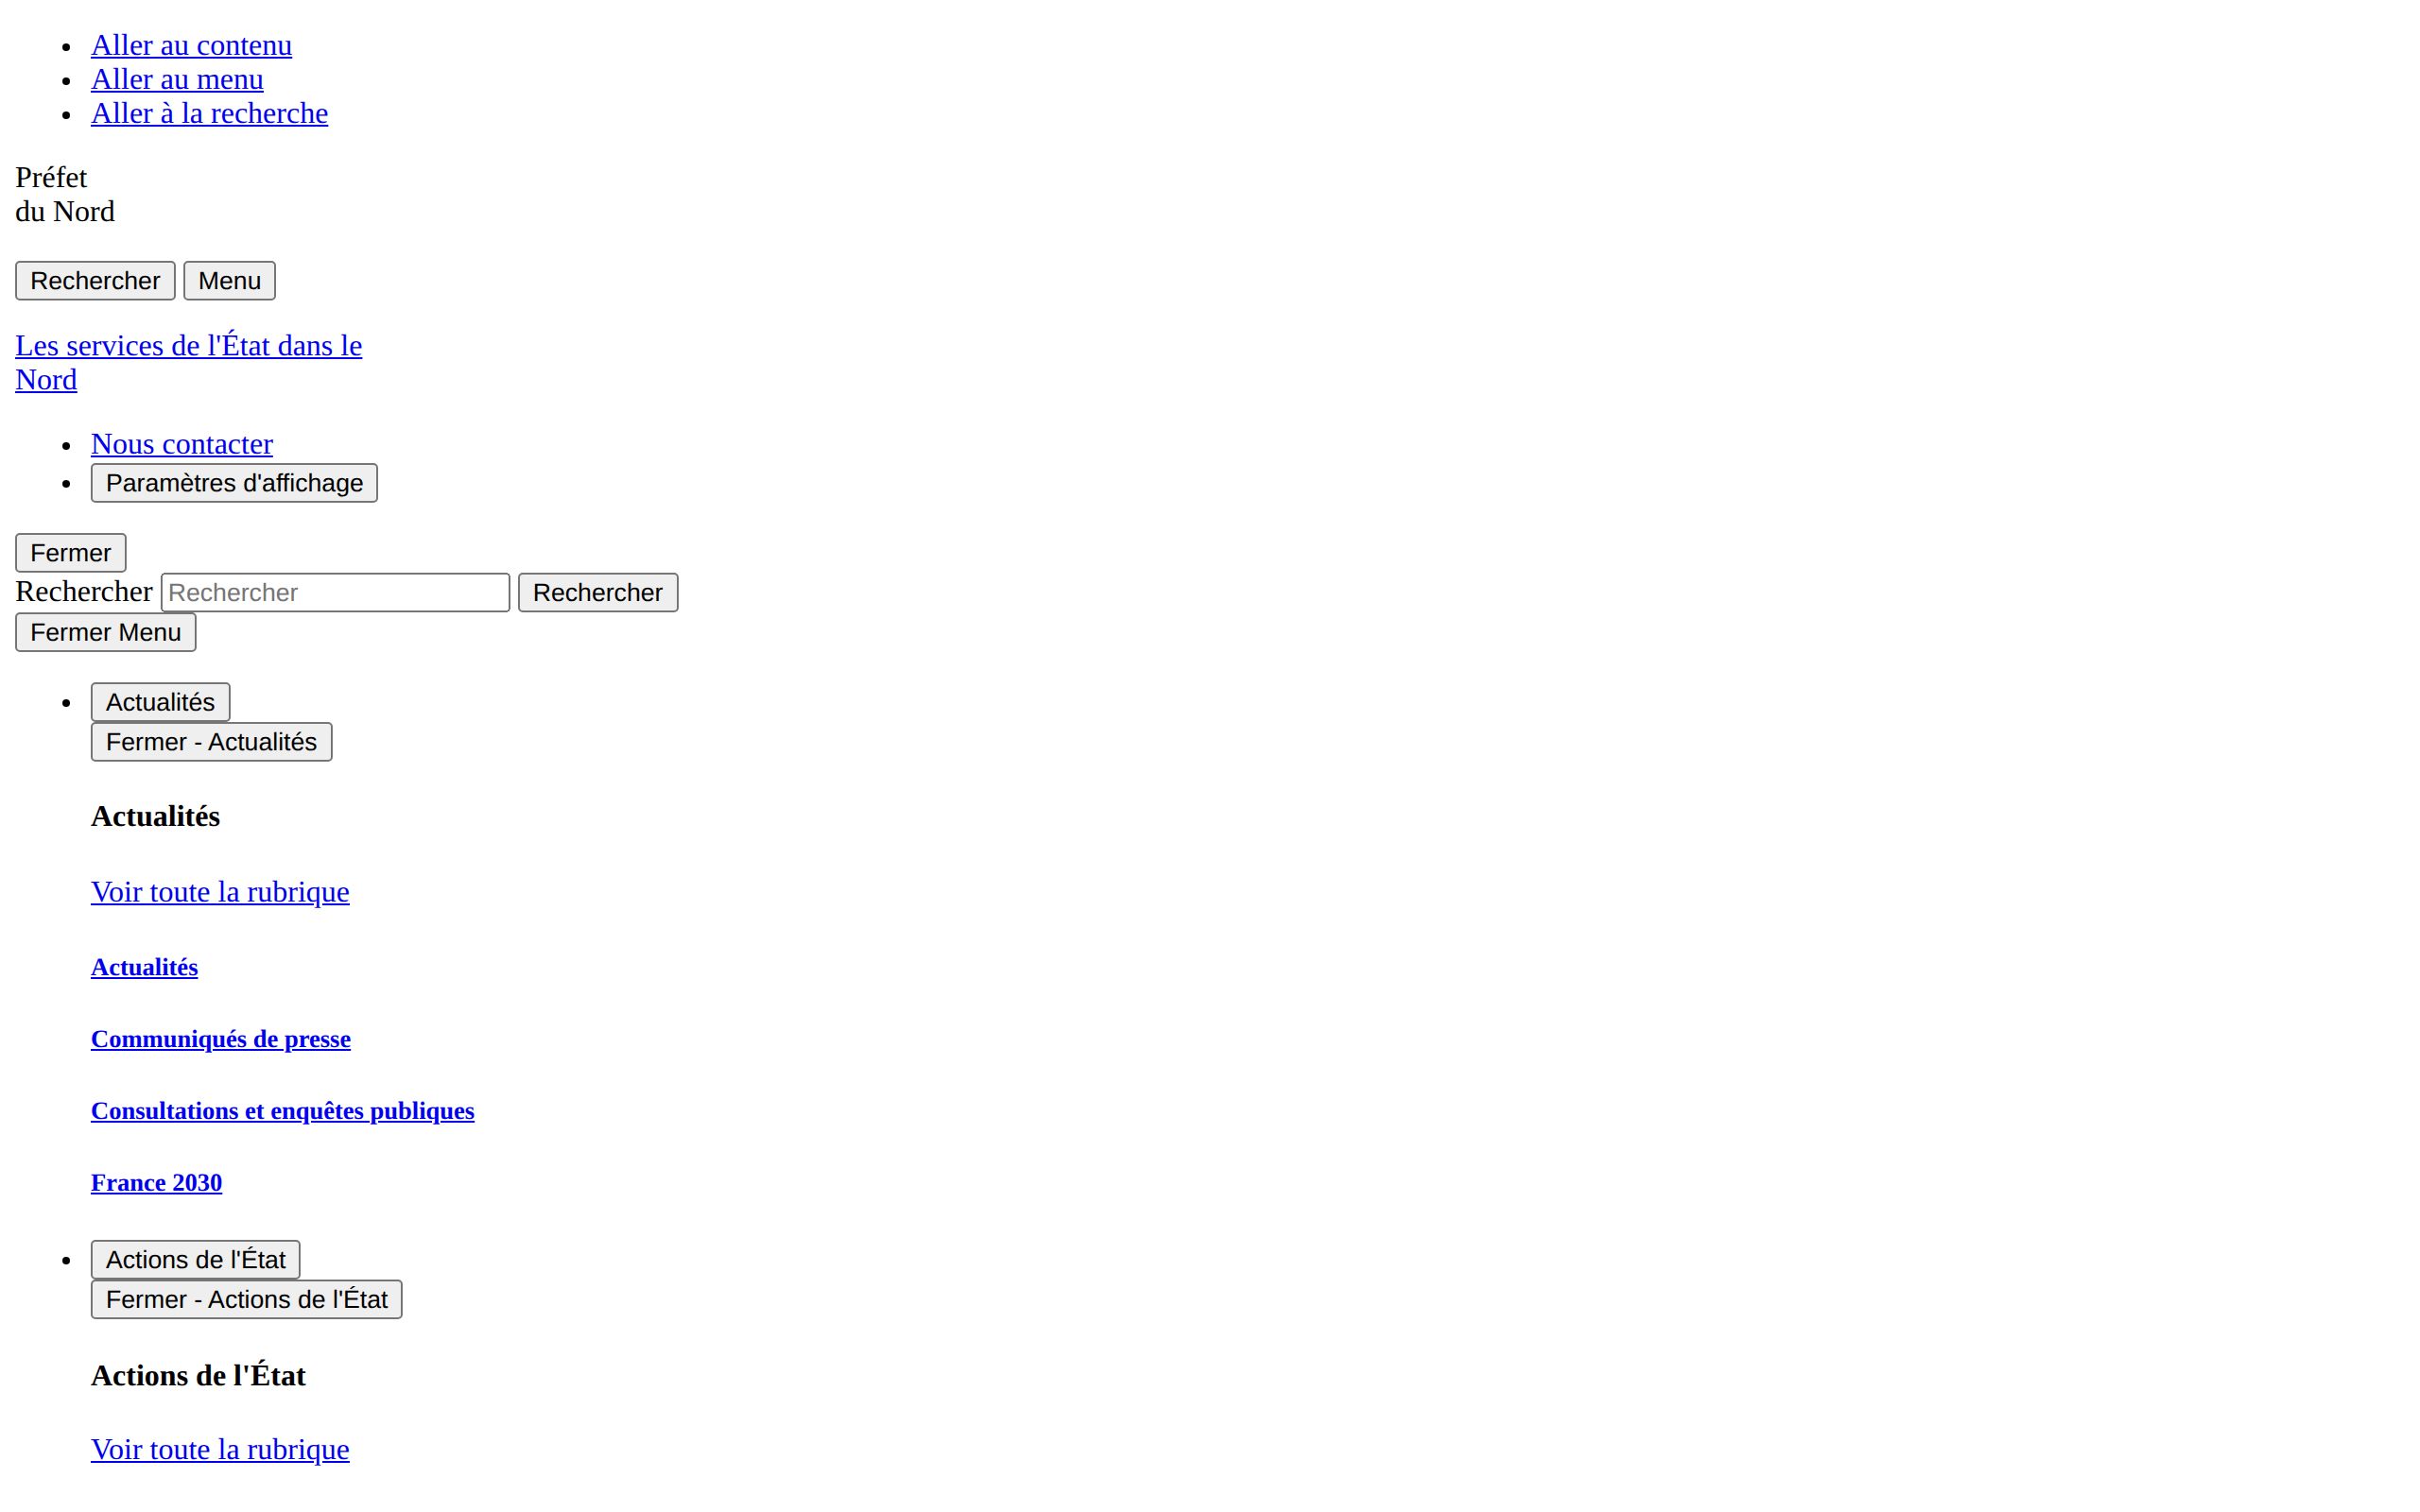 Aller au contenu
Aller au menu
Aller à la recherche
Préfet
du Nord
Rechercher Menu
Les services de l'État dans le
Nord
Nous contacter
Paramètres d'affichage
Fermer
Rechercher Rechercher Rechercher
Fermer Menu
Actualités
Fermer - Actualités
Actualités
Voir toute la rubrique
Actualités
Communiqués de presse
Consultations et enquêtes publiques
France 2030
Actions de l'État
Fermer - Actions de l'État
Actions de l'État
Voir toute la rubrique